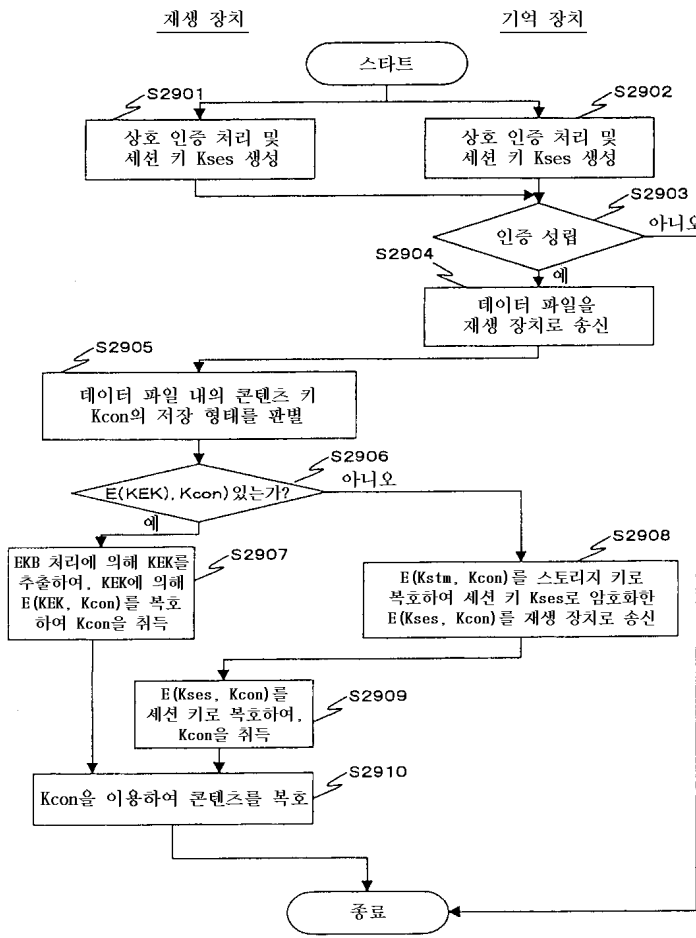 재생 장치
기억 장치
스타트
S2901
S2902
상호 인증 처리 및
세션 키 Kses 생성
상호 인증 처리 및
세션 키 Kses 생성
S2903
인증 성립
아니오
S2904
예
데이터 파일을
재생 장치로 송신
S2905
데이터 파일 내의 콘텐츠 키
Kcon의 저장 형태를 판별
S2906
E(KEK), Kcon) 있는가?
아니오
예
S2907
EKB 처리에 의해 KEK를
추출하여, KEK에 의해
E(KEK, Kcon)를 복호
하여 Kcon을 취득
S2908
E(Kstm, Kcon)를 스토리지 키로
복호하여 세션 키 Kses로 암호화한
E(Kses, Kcon)를 재생 장치로 송신
S2909
E(Kses, Kcon)를
세션 키로 복호하여,
Kcon을 취득
S2910
Kcon을 이용하여 콘텐츠를 복호
종료